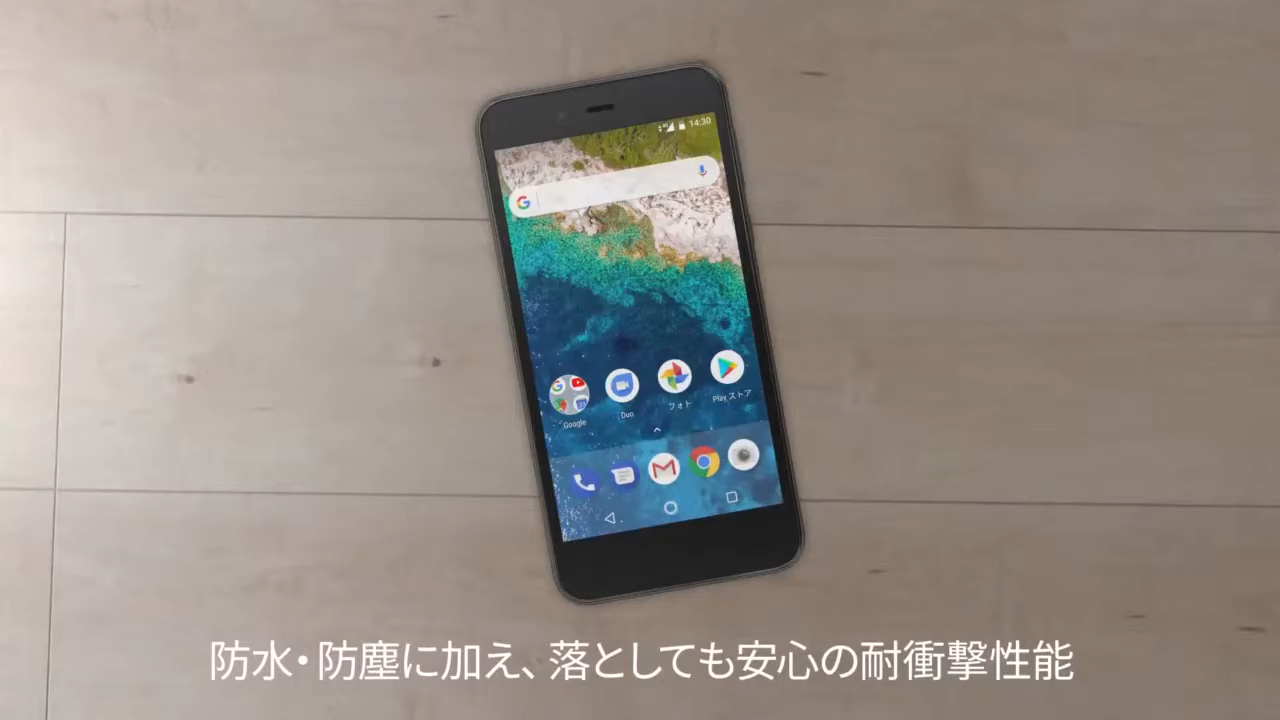 14:30
Google
Duo
フォト
Play ストア
防水・防塵に加え、落としても安心の耐衝撃性能